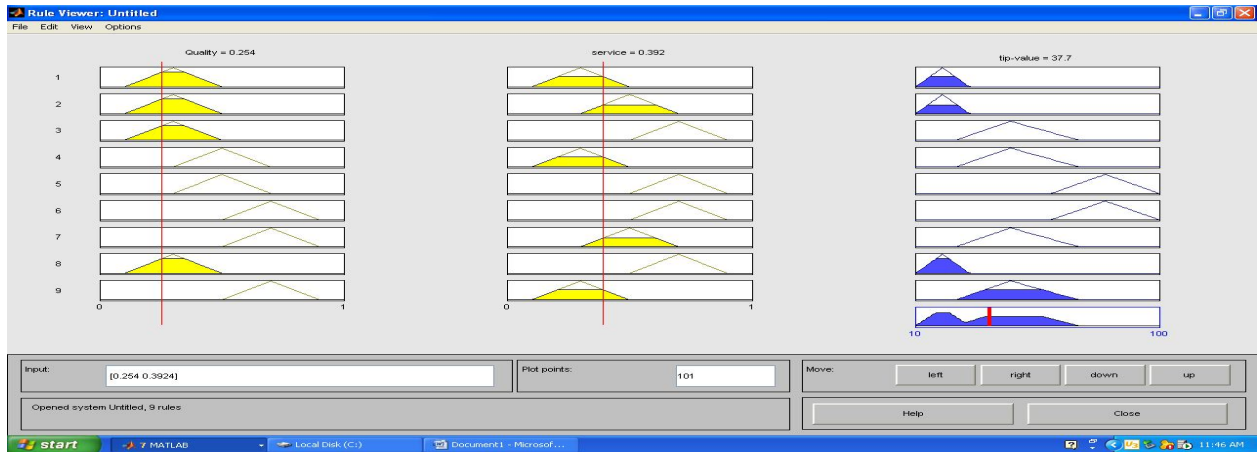 Rule Viewer: Untitled
File Edit View Options
Quality = 0.254 service = 0.392 tip-value = 37.7
1
2
3
4
5
6
7
8
9
0 0 1
10 100
Input: [0.254 0.3924] Plot points: 101 Move: left right down up
Opened system Untitled, 9 rules Help Close
start 7 MATLAB Local Disk (C:) Document1 - Microsof... 11:46 AM